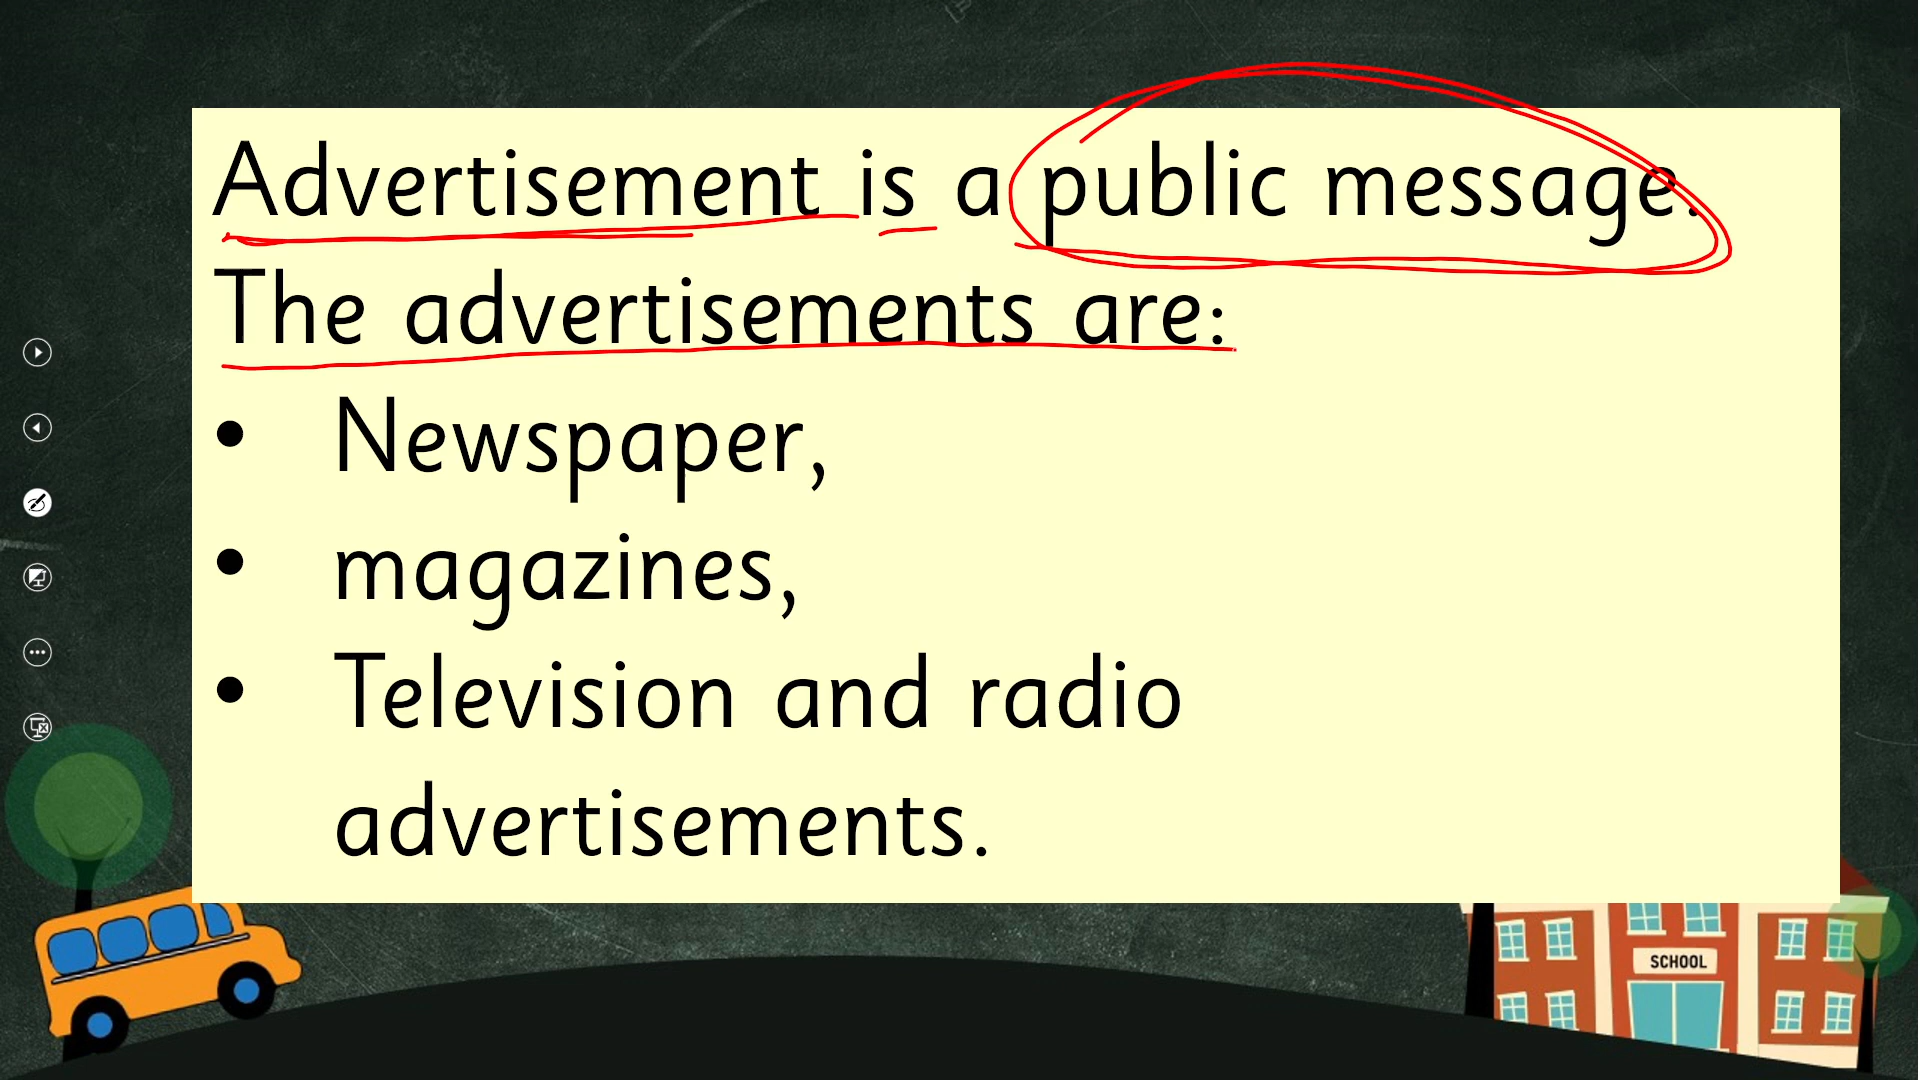 Advertisement is a public message.
The advertisements are:
• Newspaper,
• magazines,
• Television and radio
advertisements.
SCHOOL